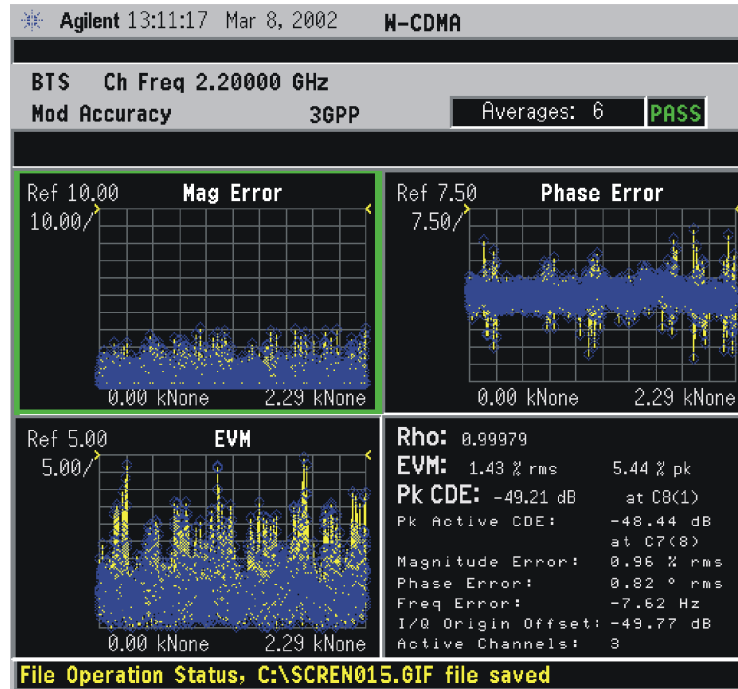 Agilent 13:11:17 Mar 8, 2002 W-CDMA
BTS Ch Freq 2.20000 GHz
Mod Accuracy 3GPP Averages: 6 PASS
Ref 10.00 Mag Error
10.00/
0.00 kNone 2.29 kNone
Ref 7.50 Phase Error
7.50/
0.00 kNone 2.29 kNone
Ref 5.00 EVM
5.00/
0.00 kNone 2.29 kNone
Rho: 0.99979
EVM: 1.43 % rms 5.44 % pk
Pk CDE: -49.21 dB at C8(1)
Pk Active CDE: -48.44 dB
at C7(8)
Magnitude Error: 0.96 % rms
Phase Error: 0.82 ° rms
Freq Error: -7.62 Hz
I/Q Origin Offset: -49.77 dB
Active Channels: 3
File Operation Status, C:\SCREN015.GIF file saved